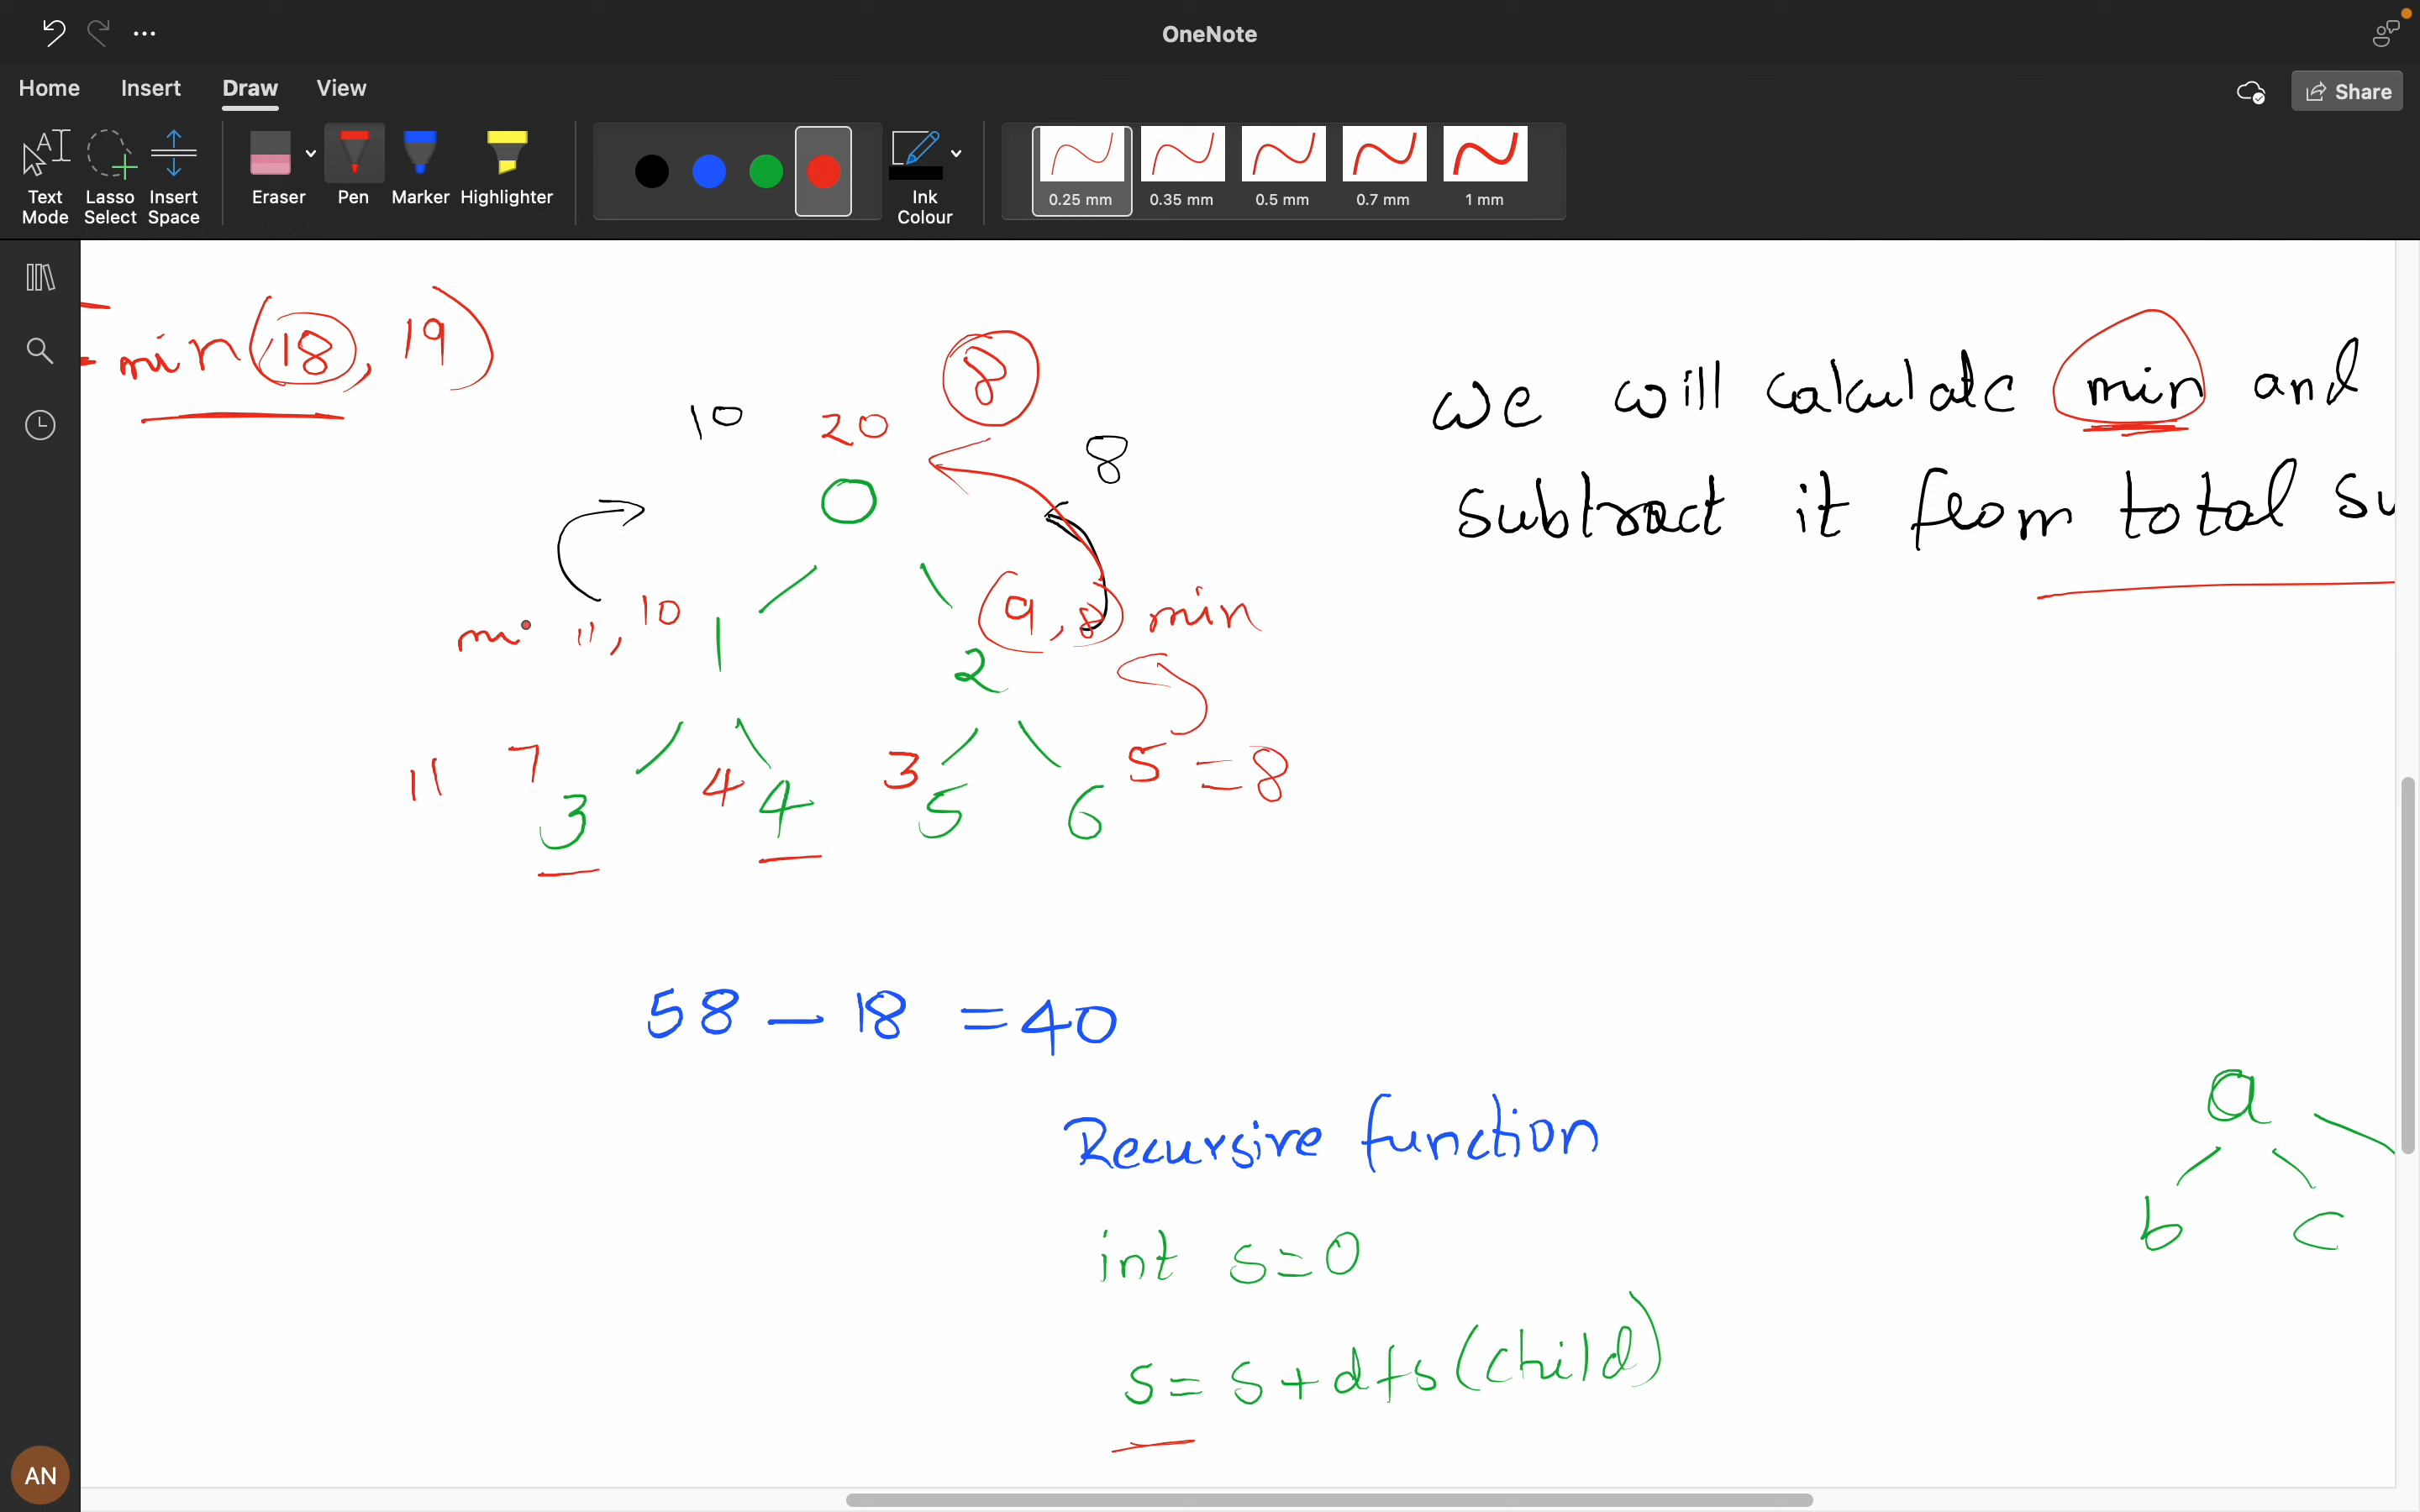 OneNote
Home Insert Draw View
Share
Text Mode
Lasso Select
Insert Space
Eraser
Pen
Marker
Highlighter
Ink Colour
0.25 mm
0.35 mm
0.5 mm
0.7 mm
1 mm
= min(18, 19)
8
10 20
8
0
we will calculate min and
subtract it from total su
mi 11, 10
9, 8 min
1
2
11 7
4
3
5 = 8
3
4
5
6
58 - 18 = 40
Recursive function
a
b c
int s=0
s= s+dfs(child)
AN